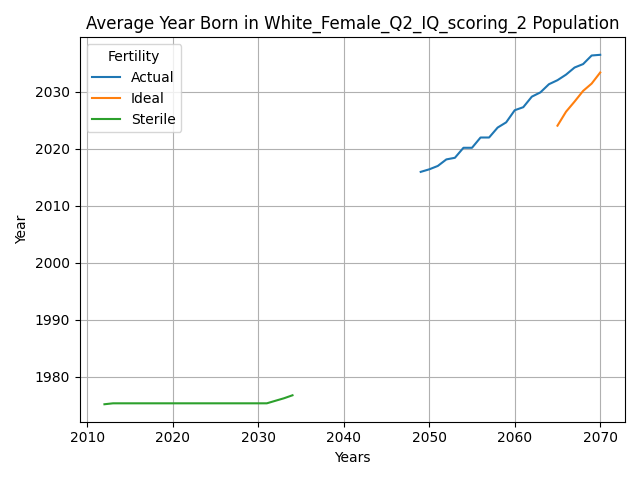 Average Year Born in White_Female_Q2_IQ_scoring_2 Population
Fertility
Actual
Ideal
Sterile
Year
2030
2020
2010
2000
1990
1980
2010 2020 2030 2040 2050 2060 2070
Years